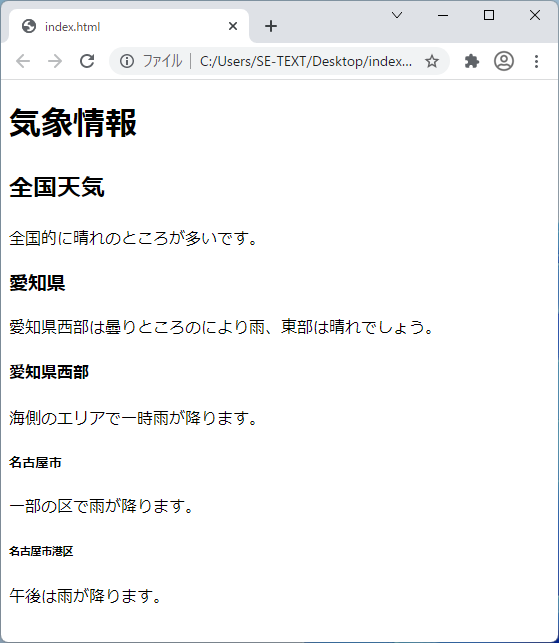 index.html
ファイル C:/Users/SE-TEXT/Desktop/index...
気象情報
全国天気
全国的に晴れのところが多いです。
愛知県
愛知県西部は曇りところのにより雨、東部は晴れでしょう。
愛知県西部
海側のエリアで一時雨が降ります。
名古屋市
一部の区で雨が降ります。
名古屋市港区
午後は雨が降ります。